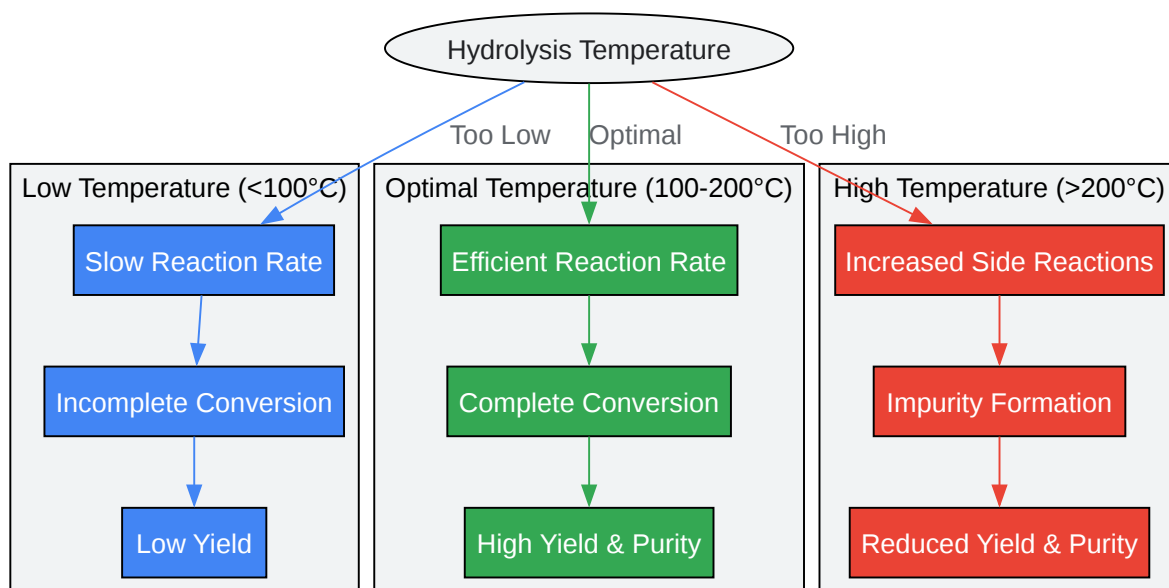 Hydrolysis Temperature
Too Low
Optimal
Too High
Low Temperature (<100°C)
Optimal Temperature (100-200°C)
High Temperature (>200°C)
Slow Reaction Rate
Efficient Reaction Rate
Increased Side Reactions
Incomplete Conversion
Complete Conversion
Impurity Formation
Low Yield
High Yield & Purity
Reduced Yield & Purity